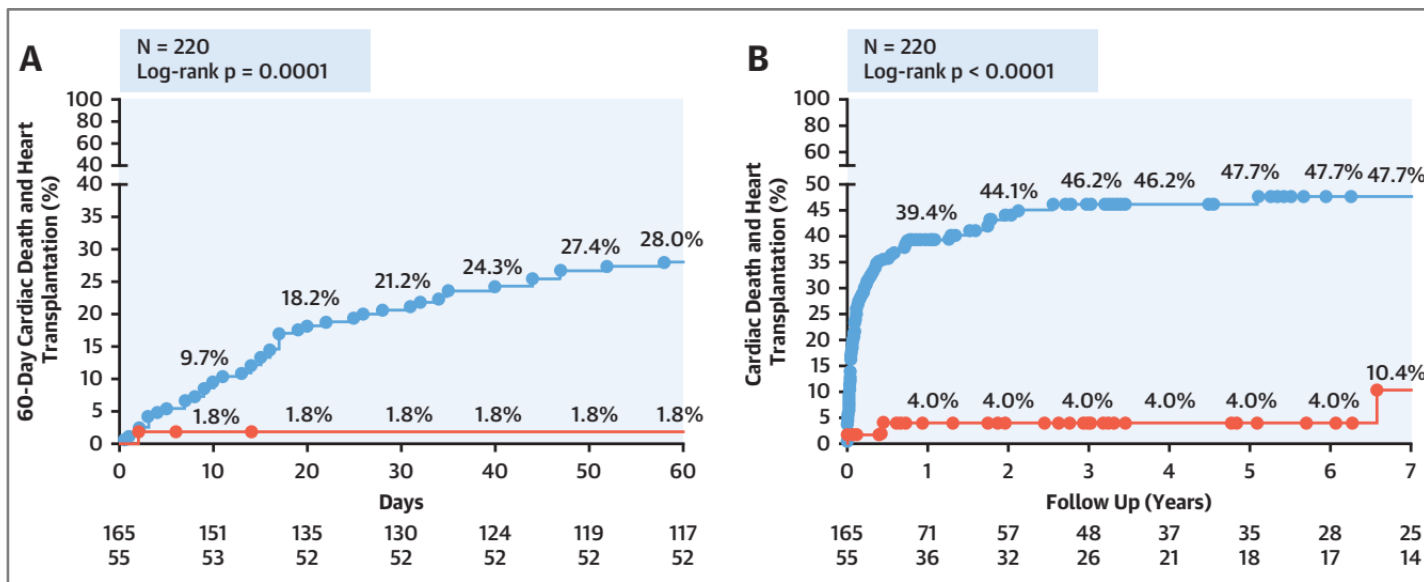 A
N = 220
Log-rank p = 0.0001
60-Day Cardiac Death and Heart
Transplantation (%)
100
80
60
40
40
35
30
25
20
15
10
5
0
9.7%
18.2%
21.2%
24.3%
27.4%
28.0%
1.8%
1.8%
1.8%
1.8%
1.8%
1.8%
0 10 20 30 40 50 60
Days
165 151 135 130 124 119 117
55 53 52 52 52 52 52
B
N = 220
Log-rank p < 0.0001
Cardiac Death and Heart
Transplantation (%)
100
80
60
50
45
40
35
30
25
20
15
10
5
0
39.4%
44.1%
46.2%
46.2%
47.7%
47.7%
47.7%
4.0%
4.0%
4.0%
4.0%
4.0%
4.0%
10.4%
0 1 2 3 4 5 6 7
Follow Up (Years)
165 71 57 48 37 35 28 25
55 36 32 26 21 18 17 14